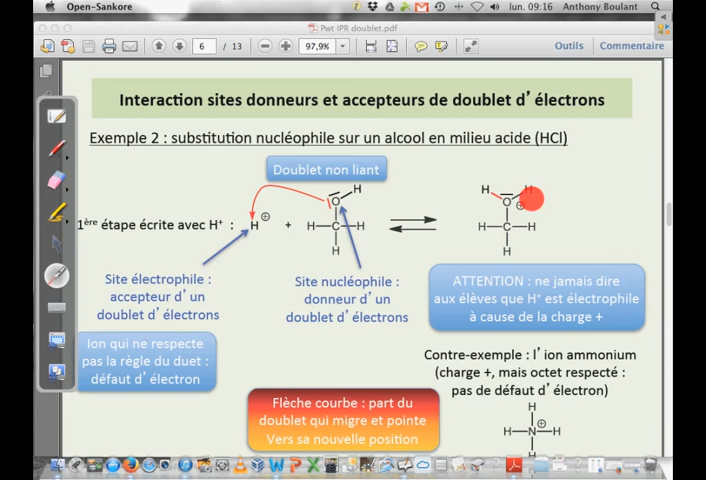 Open-Sankore
lun. 09:16 Anthony Boulant
Pwt IPR doublet.pdf
6 / 13
97,9%
Outils
Commentaire
Interaction sites donneurs et accepteurs de doublet d'électrons
Exemple 2 : substitution nucléophile sur un alcool en milieu acide (HCl)
Doublet non liant
1ère étape écrite avec H+ : H ⊕ +
H
O
H C H
H
H H
O ⊕
H C H
H
Site électrophile :
accepteur d'un
doublet d'électrons
Site nucléophile :
donneur d'un
doublet d'électrons
ATTENTION : ne jamais dire
aux élèves que H+ est électrophile
à cause de la charge +
Ion qui ne respecte
pas la règle du duet :
défaut d'électron
Contre-exemple : l'ion ammonium
(charge +, mais octet respecté :
pas de défaut d'électron)
Flèche courbe : part du
doublet qui migre et pointe
Vers sa nouvelle position
H
H N ⊕ H
H